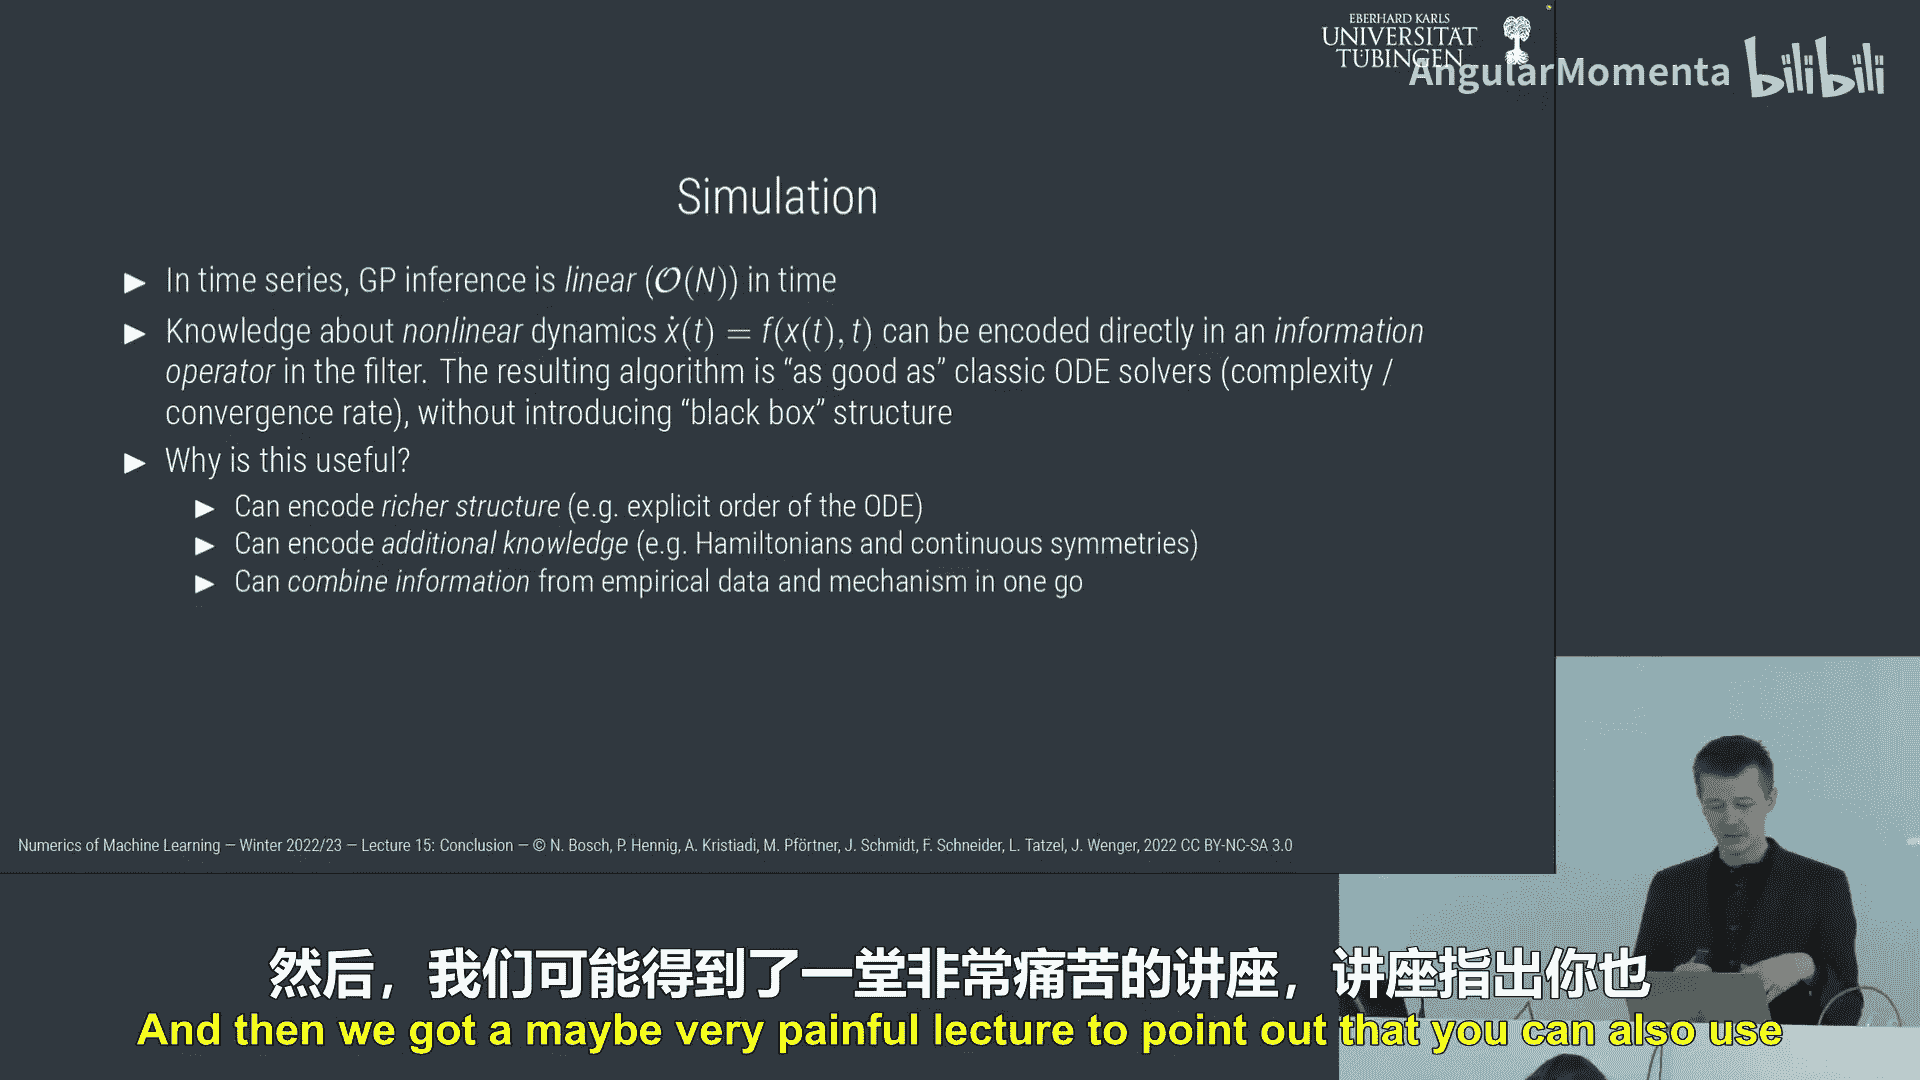 EBERHARD KARLS
UNIVERSITÄT
TÜBINGEN
AngularMomenta bilibili
Simulation
▶ In time series, GP inference is linear (𝒪(N)) in time
▶ Knowledge about nonlinear dynamics ẋ(t) = f(x(t), t) can be encoded directly in an information
operator in the filter. The resulting algorithm is “as good as” classic ODE solvers (complexity /
convergence rate), without introducing “black box” structure
▶ Why is this useful?
▶ Can encode richer structure (e.g. explicit order of the ODE)
▶ Can encode additional knowledge (e.g. Hamiltonians and continuous symmetries)
▶ Can combine information from empirical data and mechanism in one go
Numerics of Machine Learning — Winter 2022/23 — Lecture 15: Conclusion — © N. Bosch, P. Hennig, A. Kristiadi, M. Pförtner, J. Schmidt, F. Schneider, L. Tatzel, J. Wenger, 2022 CC BY-NC-SA 3.0
然后，我们可能得到了一堂非常痛苦的讲座，讲座指出你也
And then we got a maybe very painful lecture to point out that you can also use